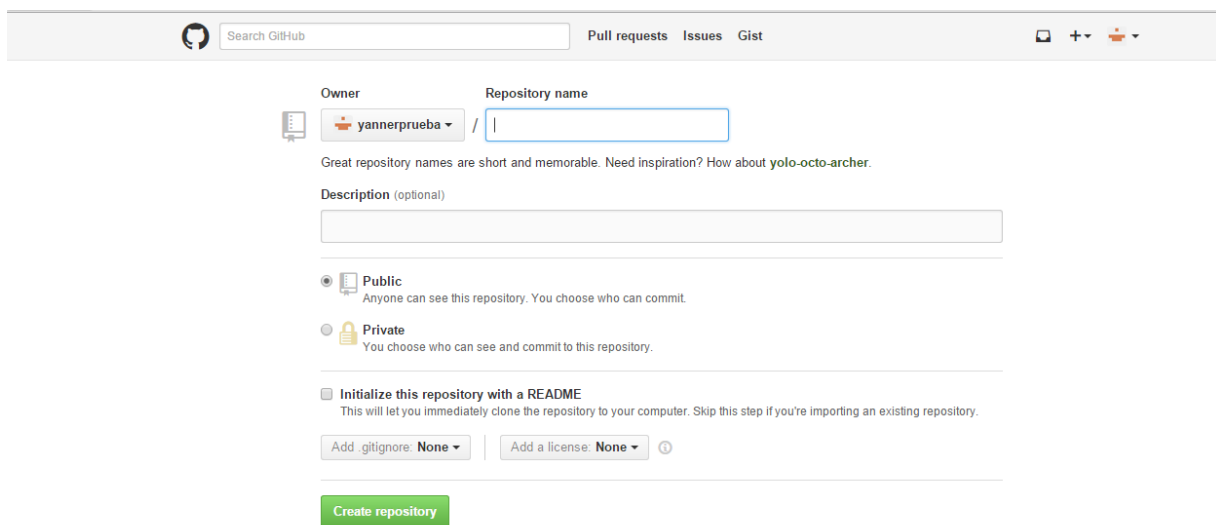 Search GitHub Pull requests Issues Gist
Owner Repository name
yannerprueba /
Great repository names are short and memorable. Need inspiration? How about yolo-octo-archer.
Description (optional)
Public
Anyone can see this repository. You choose who can commit.
Private
You choose who can see and commit to this repository.
Initialize this repository with a README
This will let you immediately clone the repository to your computer. Skip this step if you're importing an existing repository.
Add .gitignore: None Add a license: None
Create repository